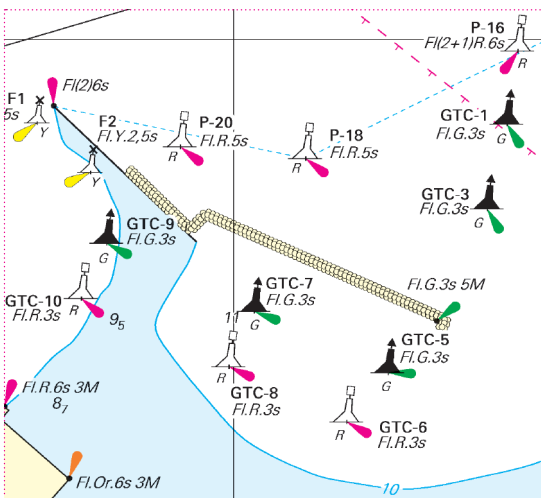 P-16
Fl(2+1)R.6s
R
Fl(2)6s
F1
5s
Y
F2
Fl.Y.2,5s
Y
P-20
Fl.R.5s
R
P-18
Fl.R.5s
R
GTC-1
Fl.G.3s
G
GTC-3
Fl.G.3s
G
GTC-9
Fl.G.3s
G
GTC-10
Fl.R.3s
R
9₅
GTC-7
Fl.G.3s
G
11
Fl.G.3s 5M
GTC-5
Fl.G.3s
G
R
GTC-8
Fl.R.3s
Fl.R.6s 3M
8₇
R
GTC-6
Fl.R.3s
Fl.Or.6s 3M
10